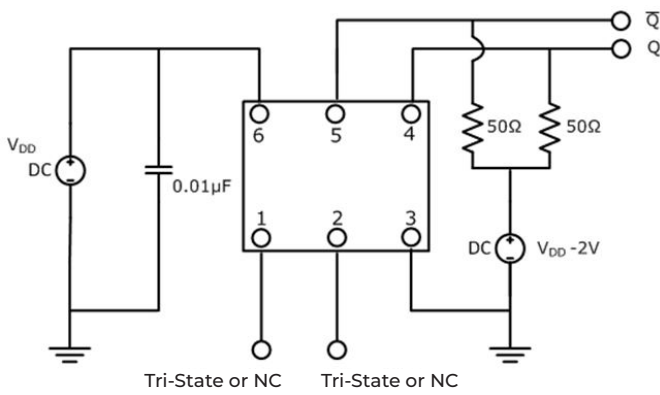 Q̅
Q
6 5 4
50Ω 50Ω
V_DD
DC
0.01µF
1 2 3
DC V_DD -2V
Tri-State or NC Tri-State or NC